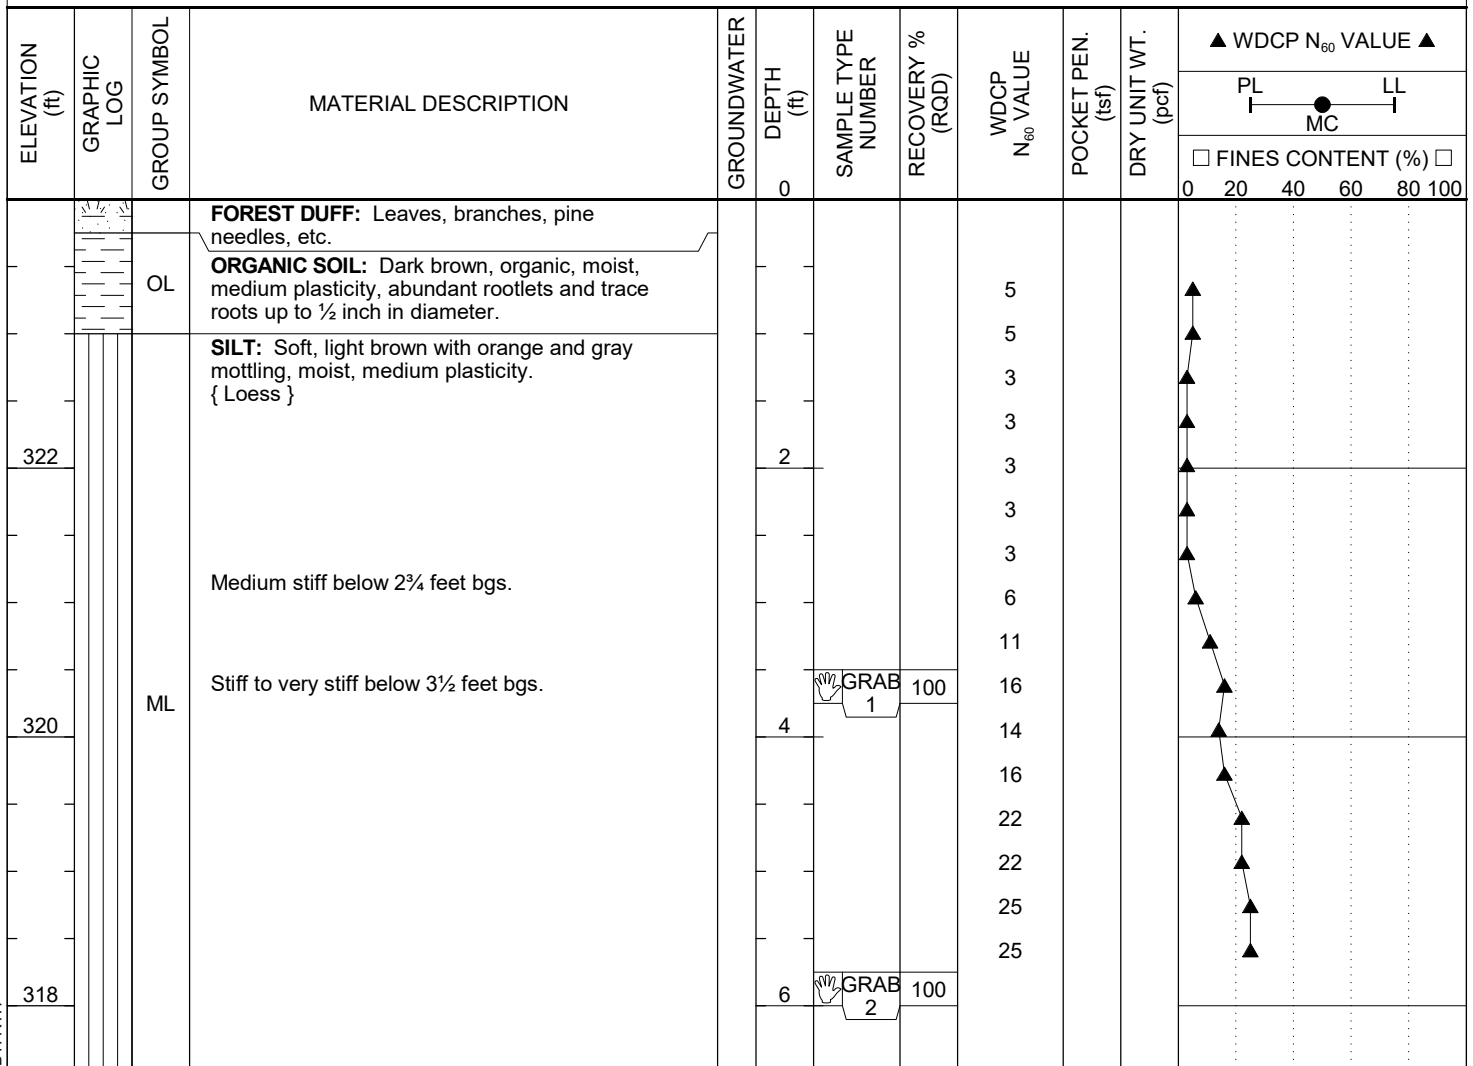 ELEVATION (ft)
GRAPHIC LOG
GROUP SYMBOL
MATERIAL DESCRIPTION
GROUNDWATER
DEPTH (ft)
0
SAMPLE TYPE NUMBER
RECOVERY % (RQD)
WDCP N60 VALUE
POCKET PEN. (tsf)
DRY UNIT WT. (pcf)
▲ WDCP N60 VALUE ▲
PL LL
MC
□ FINES CONTENT (%) □
0 20 40 60 80 100
FOREST DUFF: Leaves, branches, pine
needles, etc.
ORGANIC SOIL: Dark brown, organic, moist,
OL medium plasticity, abundant rootlets and trace 5
roots up to ½ inch in diameter.
5
SILT: Soft, light brown with orange and gray
mottling, moist, medium plasticity. 3
{ Loess }
3
322 2 3
3
3
Medium stiff below 2¾ feet bgs.
6
11
Stiff to very stiff below 3½ feet bgs. GRAB 100 16
ML 1
320 4 14
16
22
22
25
25
318 6 GRAB 100
2